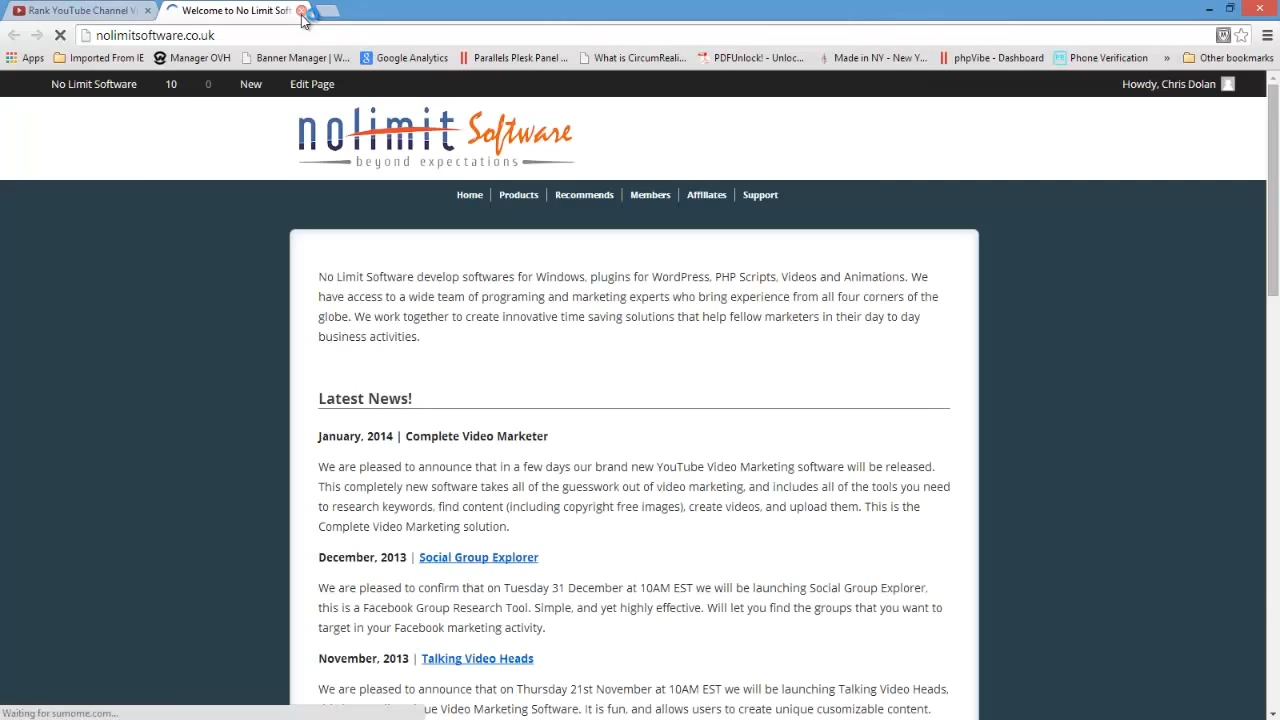 Rank YouTube Channel V
Welcome to No Limit Soft
nolimitsoftware.co.uk
Apps Imported From IE Manager OVH Banner Manager | W... Google Analytics Parallels Plesk Panel ... What is CircumReali... PDFUnlock! - Unloc... Made in NY - New Y... phpVibe - Dashboard Phone Verification » Other bookmarks
No Limit Software 10 0 New Edit Page Howdy, Chris Dolan
nolimit Software
beyond expectations
Home Products Recommends Members Affiliates Support
No Limit Software develop softwares for Windows, plugins for WordPress, PHP Scripts, Videos and Animations. We
have access to a wide team of programing and marketing experts who bring experience from all four corners of the
globe. We work together to create innovative time saving solutions that help fellow marketers in their day to day
business activities.
Latest News!
January, 2014 | Complete Video Marketer
We are pleased to announce that in a few days our brand new YouTube Video Marketing software will be released.
This completely new software takes all of the guesswork out of video marketing, and includes all of the tools you need
to research keywords, find content (including copyright free images), create videos, and upload them. This is the
Complete Video Marketing solution.
December, 2013 | Social Group Explorer
We are pleased to confirm that on Tuesday 31 December at 10AM EST we will be launching Social Group Explorer,
this is a Facebook Group Research Tool. Simple, and yet highly effective. Will let you find the groups that you want to
target in your Facebook marketing activity.
November, 2013 | Talking Video Heads
We are pleased to announce that on Thursday 21st November at 10AM EST we will be launching Talking Video Heads,
ue Video Marketing Software. It is fun, and allows users to create unique cusomizable content.
Waiting for sumome.com...